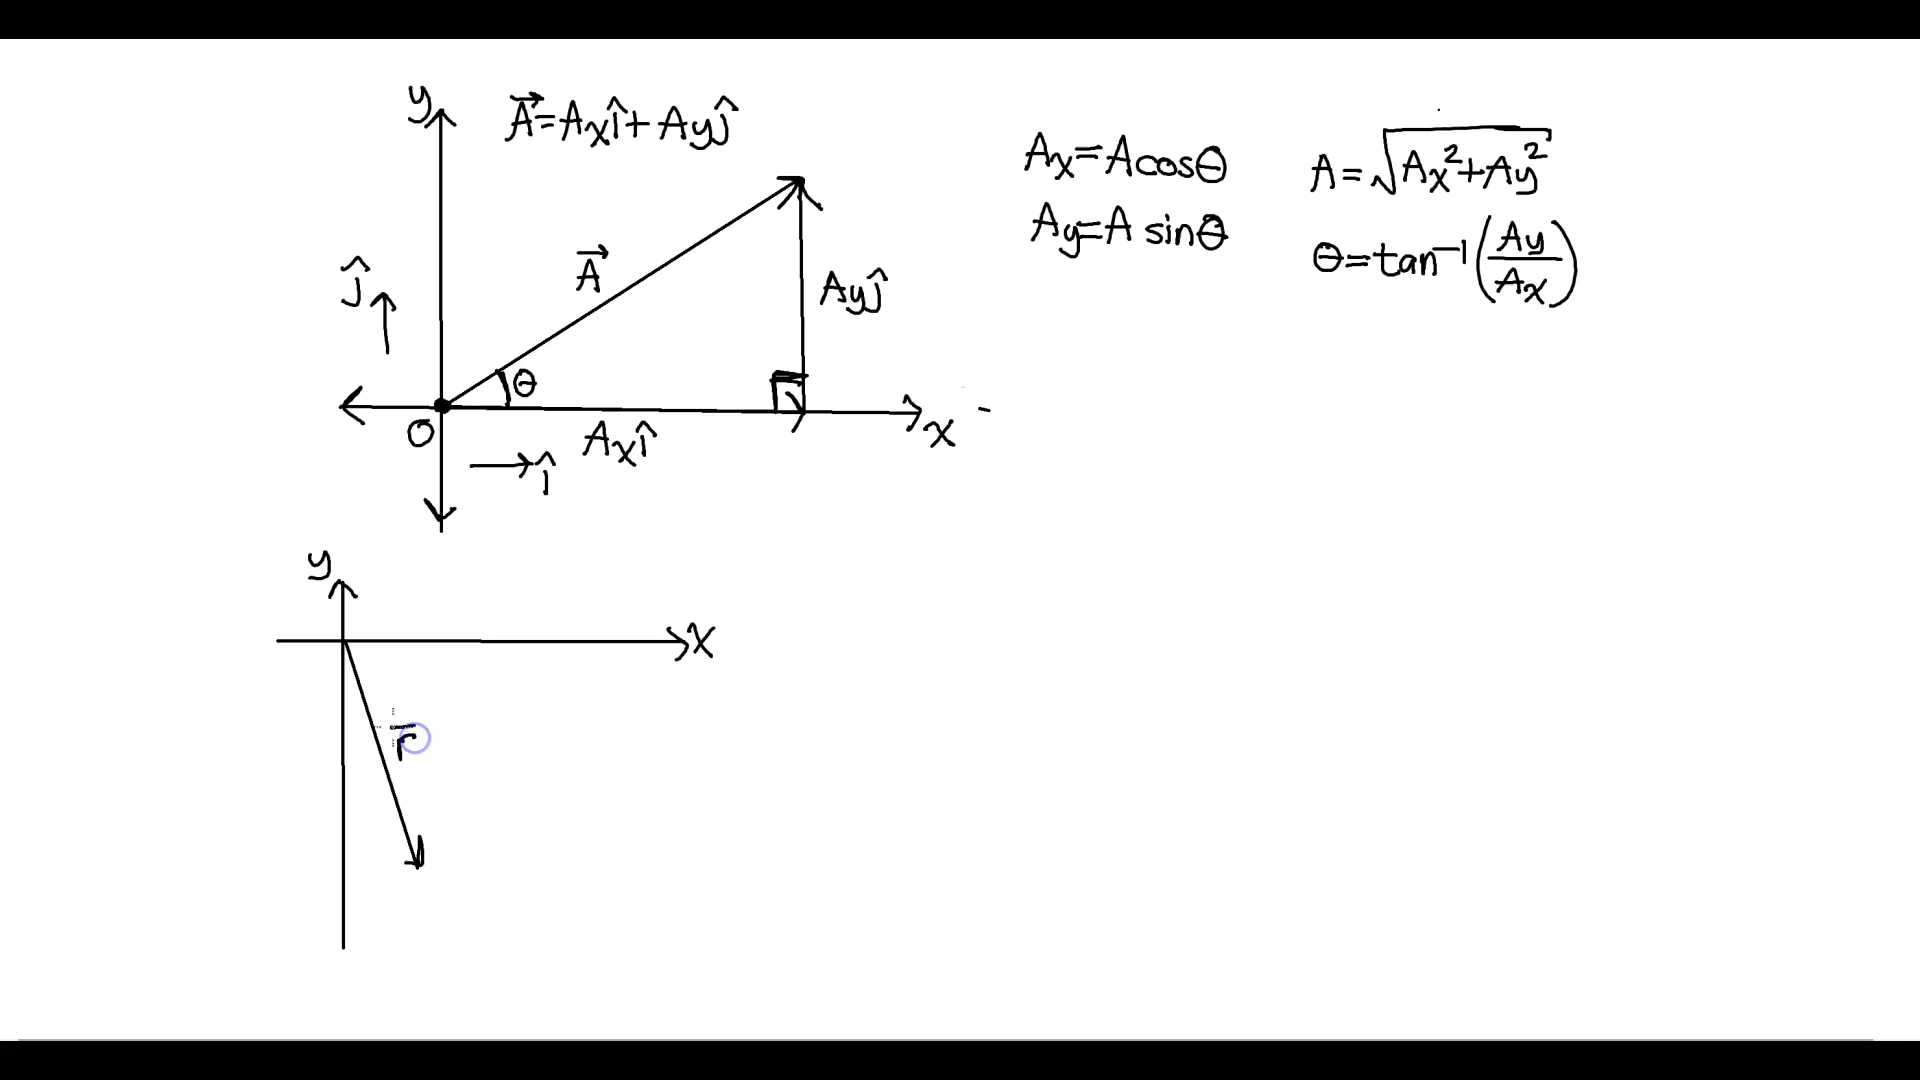 y
A⃗=Axî+Ayĵ
Ax=Acosθ
Ay=A sinθ
A=√Ax²+Ay²
θ=tan⁻¹(Ay/Ax)
A⃗
ĵ
Ayĵ
θ
O
Axî
x
î
y
x
r